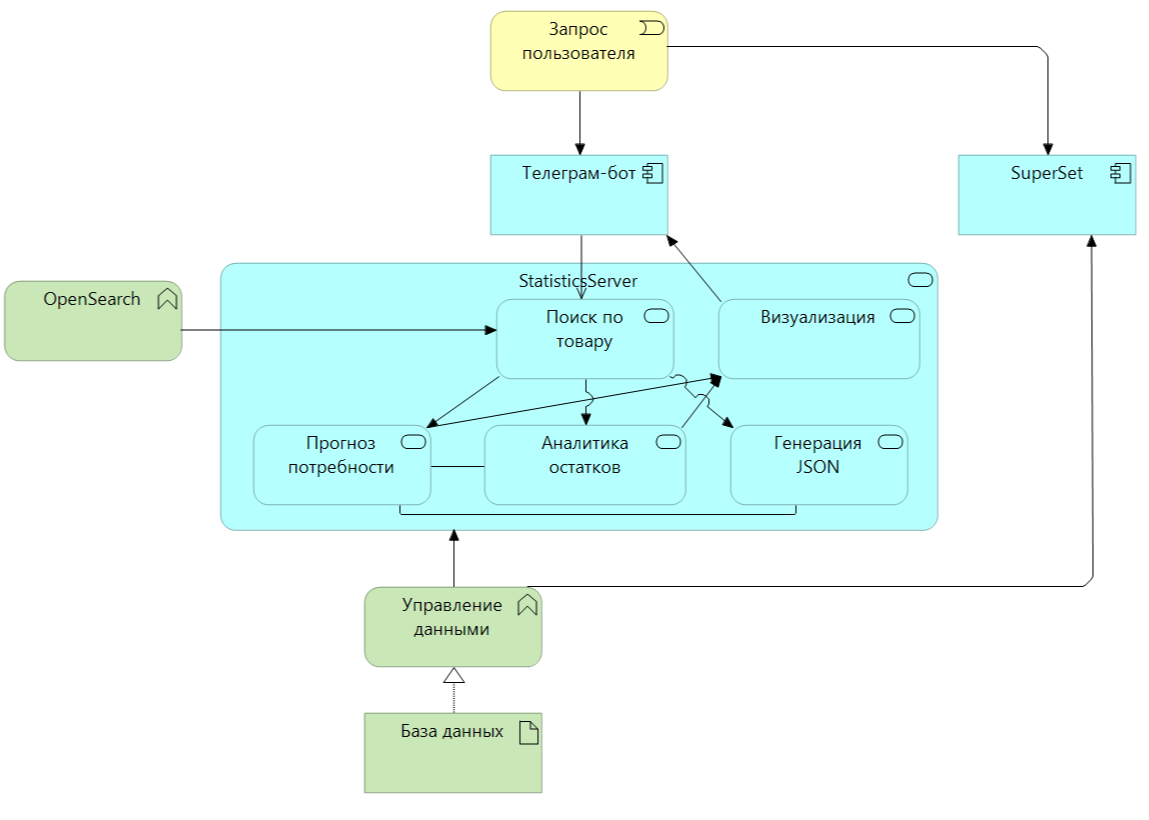 Запрос
пользователя
Телеграм-бот
SuperSet
StatisticsServer
OpenSearch
Поиск по
товару
Визуализация
Прогноз
потребности
Аналитика
остатков
Генерация
JSON
Управление
данными
База данных